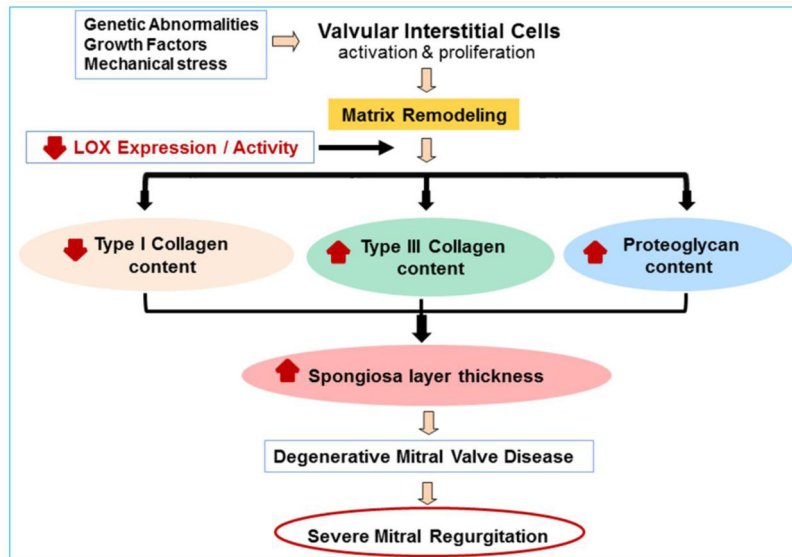 Genetic Abnormalities
Growth Factors
Mechanical stress
Valvular Interstitial Cells
activation & proliferation
Matrix Remodeling
LOX Expression / Activity
Type I Collagen
content
Type III Collagen
content
Proteoglycan
content
Spongiosa layer thickness
Degenerative Mitral Valve Disease
Severe Mitral Regurgitation